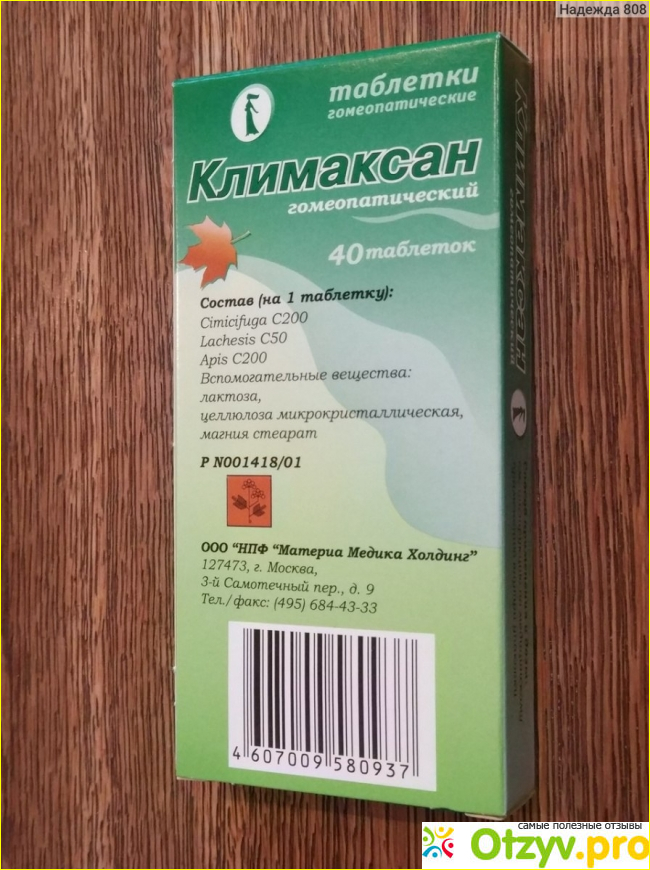 Надежда 808
таблетки
гомеопатические
Климаксан
гомеопатический
40 таблеток
Состав (на 1 таблетку):
Cimicifuga C200
Lachesis C50
Apis C200
Вспомогательные вещества:
лактоза,
целлюлоза микрокристаллическая,
магния стеарат
Р N001418/01
ООО "НПФ "Материа Медика Холдинг"
127473, г. Москва,
3-й Самотечный пер., д. 9
Тел./факс: (495) 684-43-33
4 607009 580937
Климаксан
гомеопатический
самые полезные отзывы
Otzyv.pro